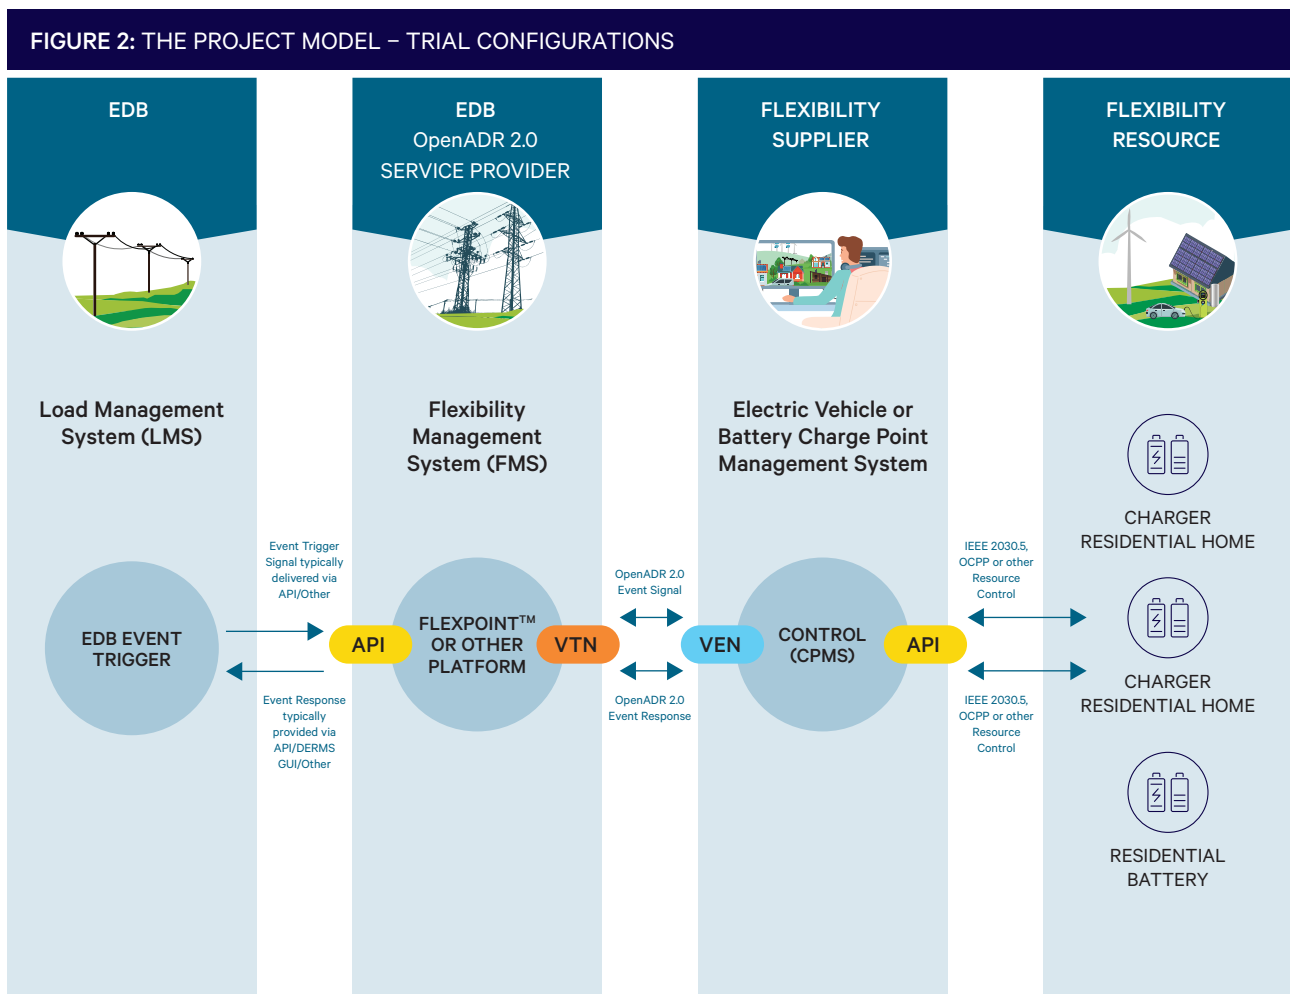 FIGURE 2: THE PROJECT MODEL – TRIAL CONFIGURATIONS
EDB
Load Management
System (LMS)
EDB EVENT
TRIGGER
Event Trigger
Signal typically
delivered via
API/Other
Event Response
typically
provided via
API/DERMS
GUI/Other
EDB
OpenADR 2.0
SERVICE PROVIDER
Flexibility
Management
System (FMS)
API
FLEXPOINT™
OR OTHER
PLATFORM
VTN
OpenADR 2.0
Event Signal
OpenADR 2.0
Event Response
FLEXIBILITY
SUPPLIER
Electric Vehicle or
Battery Charge Point
Management System
VEN
CONTROL
(CPMS)
API
IEEE 2030.5,
OCPP or other
Resource
Control
IEEE 2030.5,
OCPP or other
Resource
Control
FLEXIBILITY
RESOURCE
CHARGER
RESIDENTIAL HOME
CHARGER
RESIDENTIAL HOME
RESIDENTIAL
BATTERY